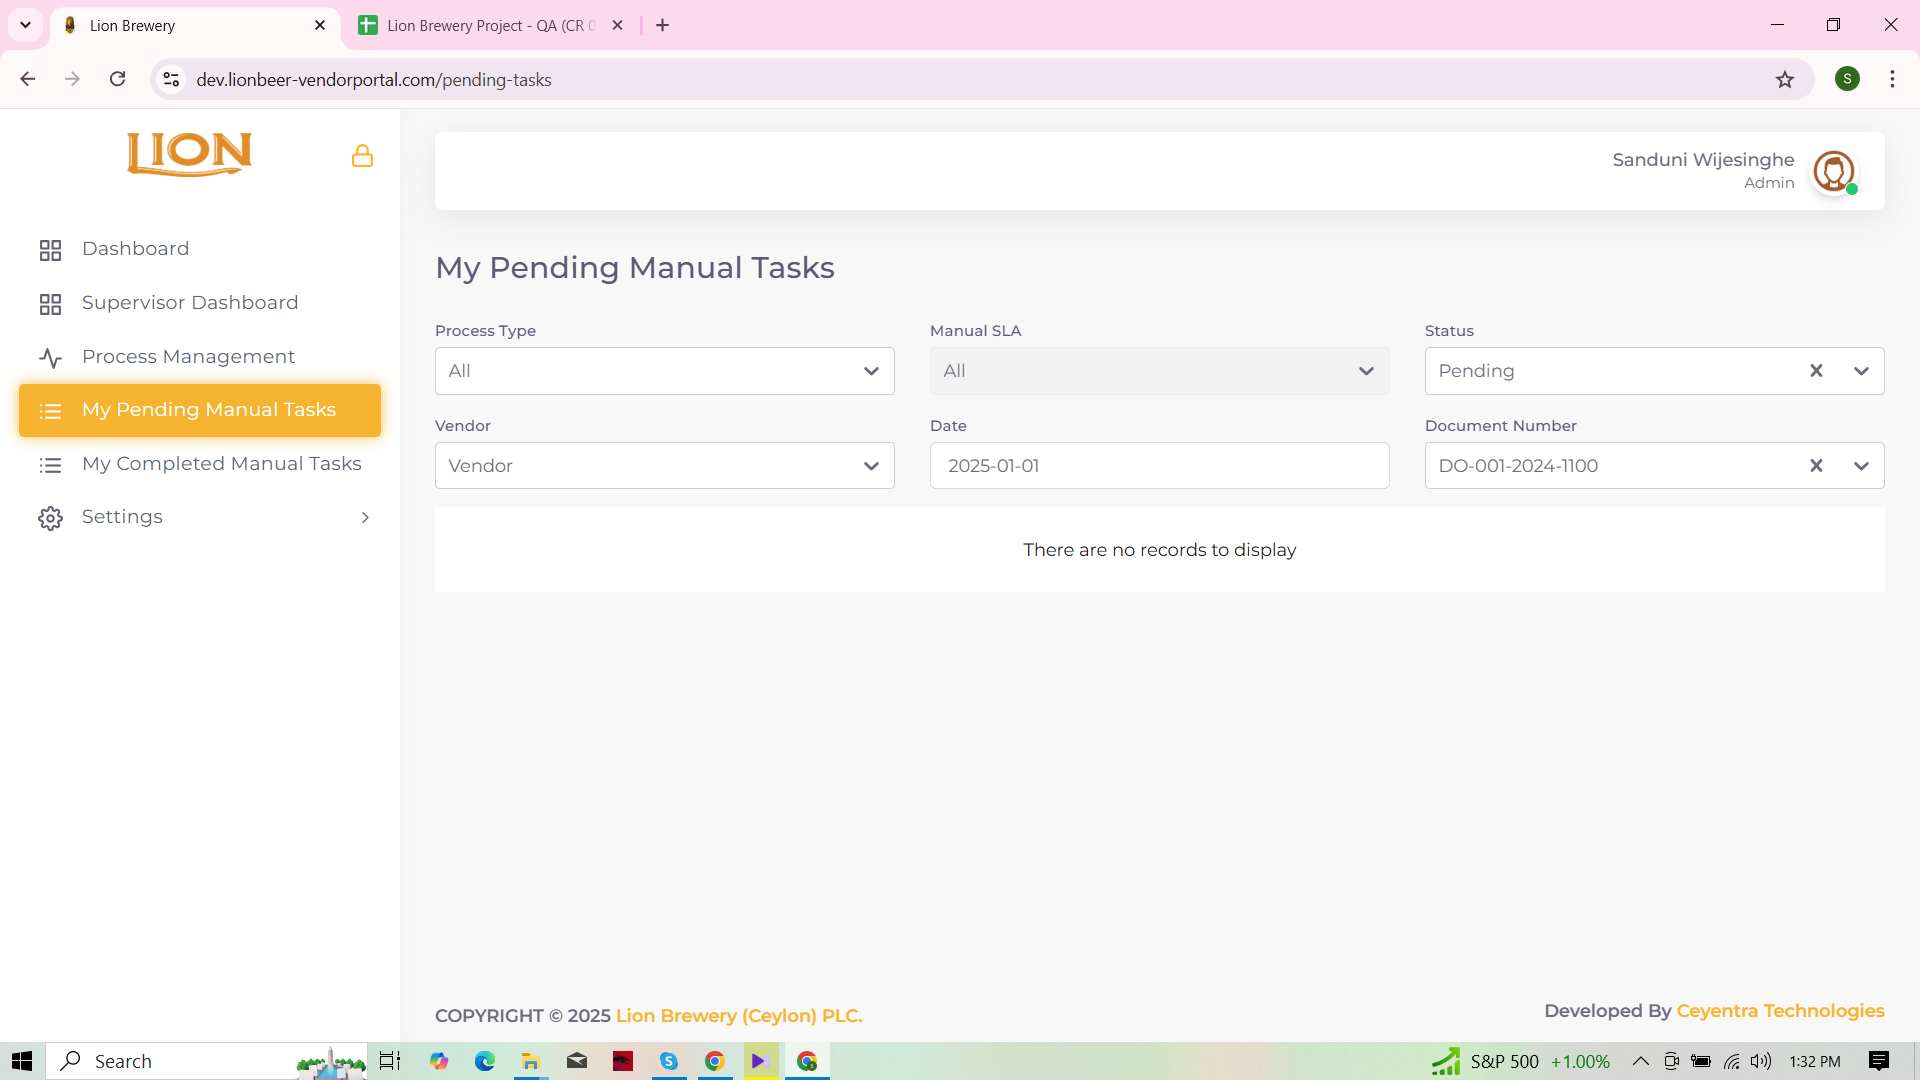 Lion Brewery
Lion Brewery Project - QA (CR 0
dev.lionbeer-vendorportal.com/pending-tasks
S
LION
Sanduni Wijesinghe
Admin
Dashboard
Supervisor Dashboard
Process Management
My Pending Manual Tasks
My Completed Manual Tasks
Settings
My Pending Manual Tasks
Process Type
Manual SLA
Status
All
All
Pending
Vendor
Date
Document Number
Vendor
2025-01-01
DO-001-2024-1100
There are no records to display
COPYRIGHT © 2025 Lion Brewery (Ceylon) PLC.
Developed By Ceyentra Technologies
Search
S&P 500 +1.00%
1:32 PM